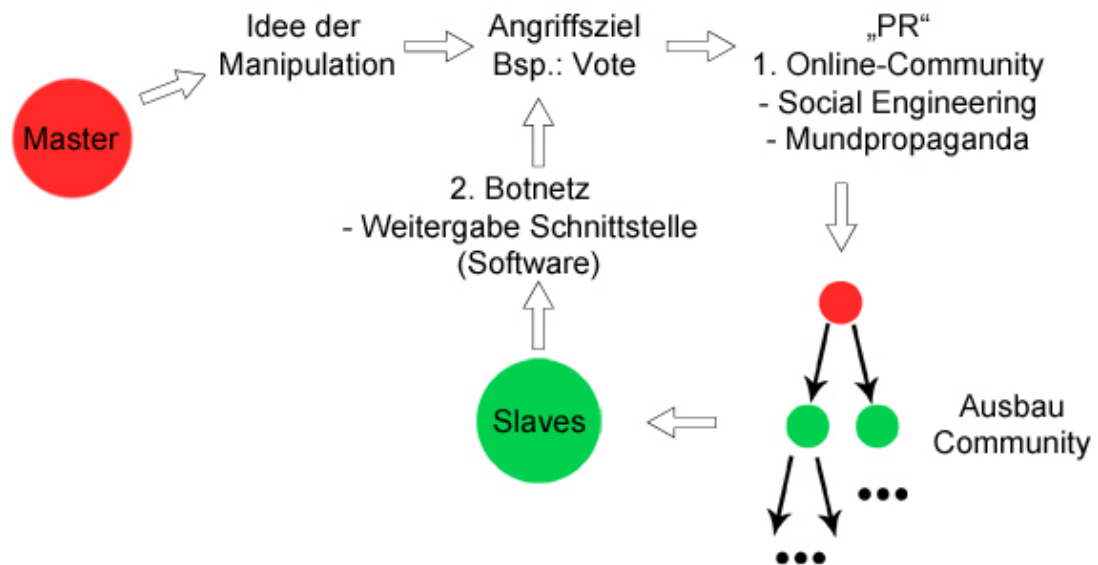 Master
Idee der
Manipulation
Angriffsziel
Bsp.: Vote
„PR“
1. Online-Community
- Social Engineering
- Mundpropaganda
2. Botnetz
- Weitergabe Schnittstelle
(Software)
Slaves
Ausbau
Community